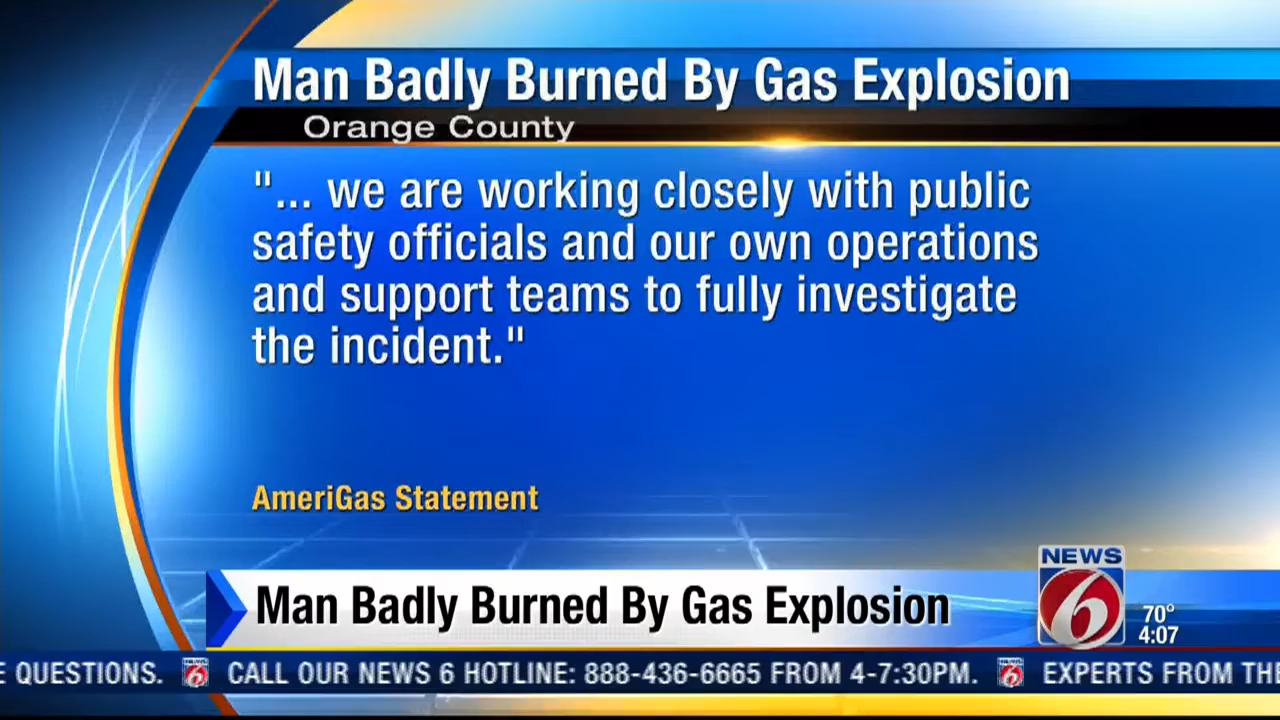 Man Badly Burned By Gas Explosion
Orange County
"... we are working closely with public
safety officials and our own operations
and support teams to fully investigate
the incident."
AmeriGas Statement
Man Badly Burned By Gas Explosion
NEWS
6
70°
4:07
E QUESTIONS. 6 CALL OUR NEWS 6 HOTLINE: 888-436-6665 FROM 4-7:30PM. 6 EXPERTS FROM THE